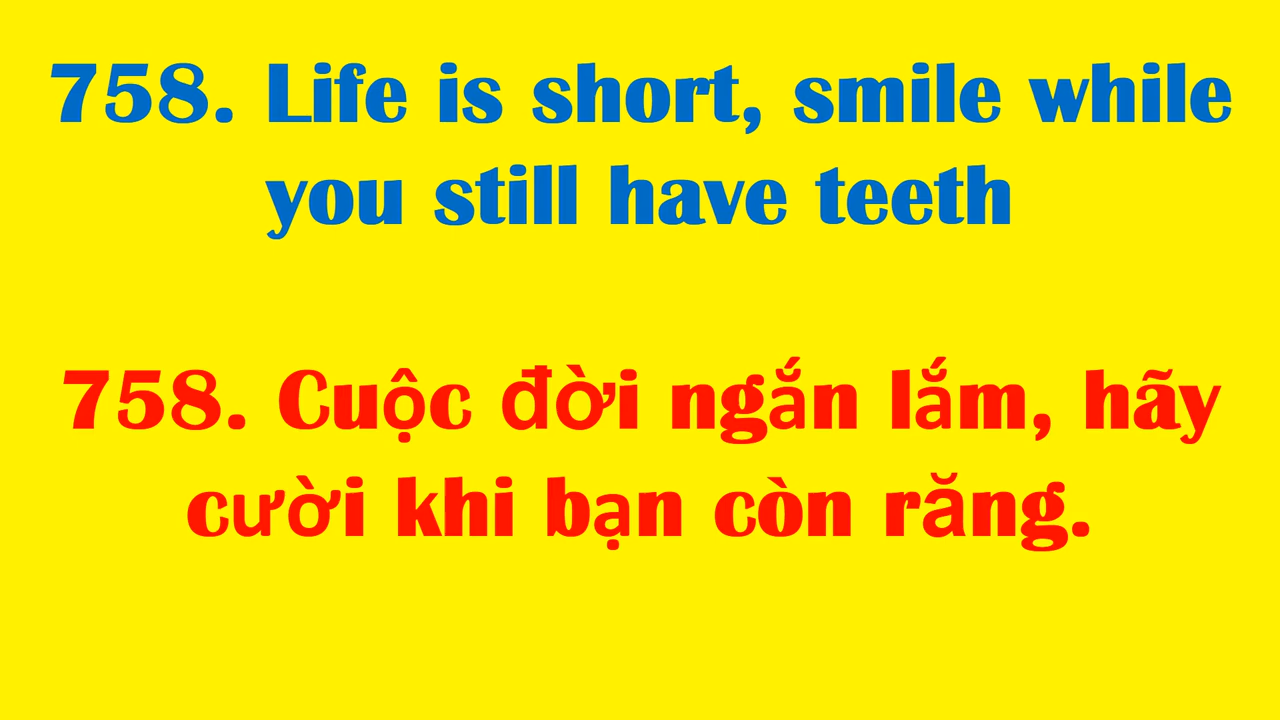 758. Life is short, smile while
you still have teeth
758. Cuộc đời ngắn lắm, hãy
cười khi bạn còn răng.